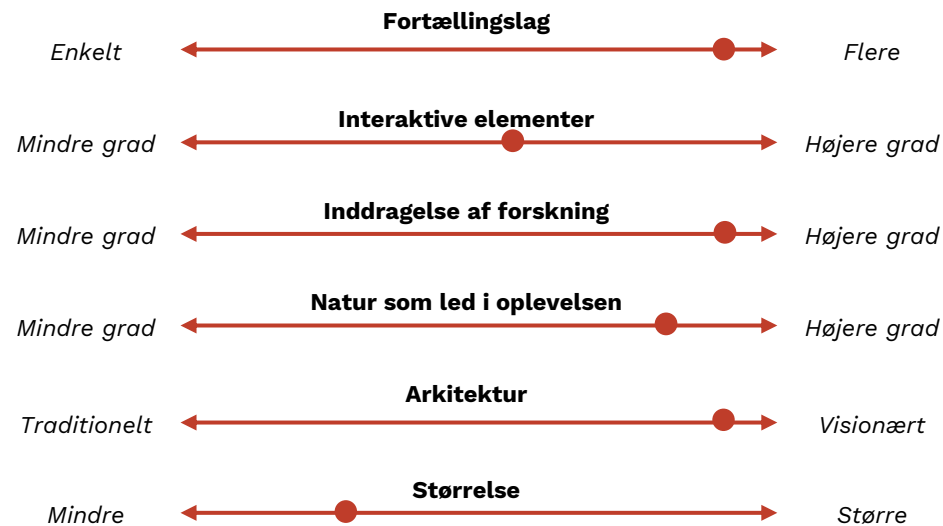 Fortællingslag
Enkelt Flere
Interaktive elementer
Mindre grad Højere grad
Inddragelse af forskning
Mindre grad Højere grad
Natur som led i oplevelsen
Mindre grad Højere grad
Arkitektur
Traditionelt Visionært
Størrelse
Mindre Større